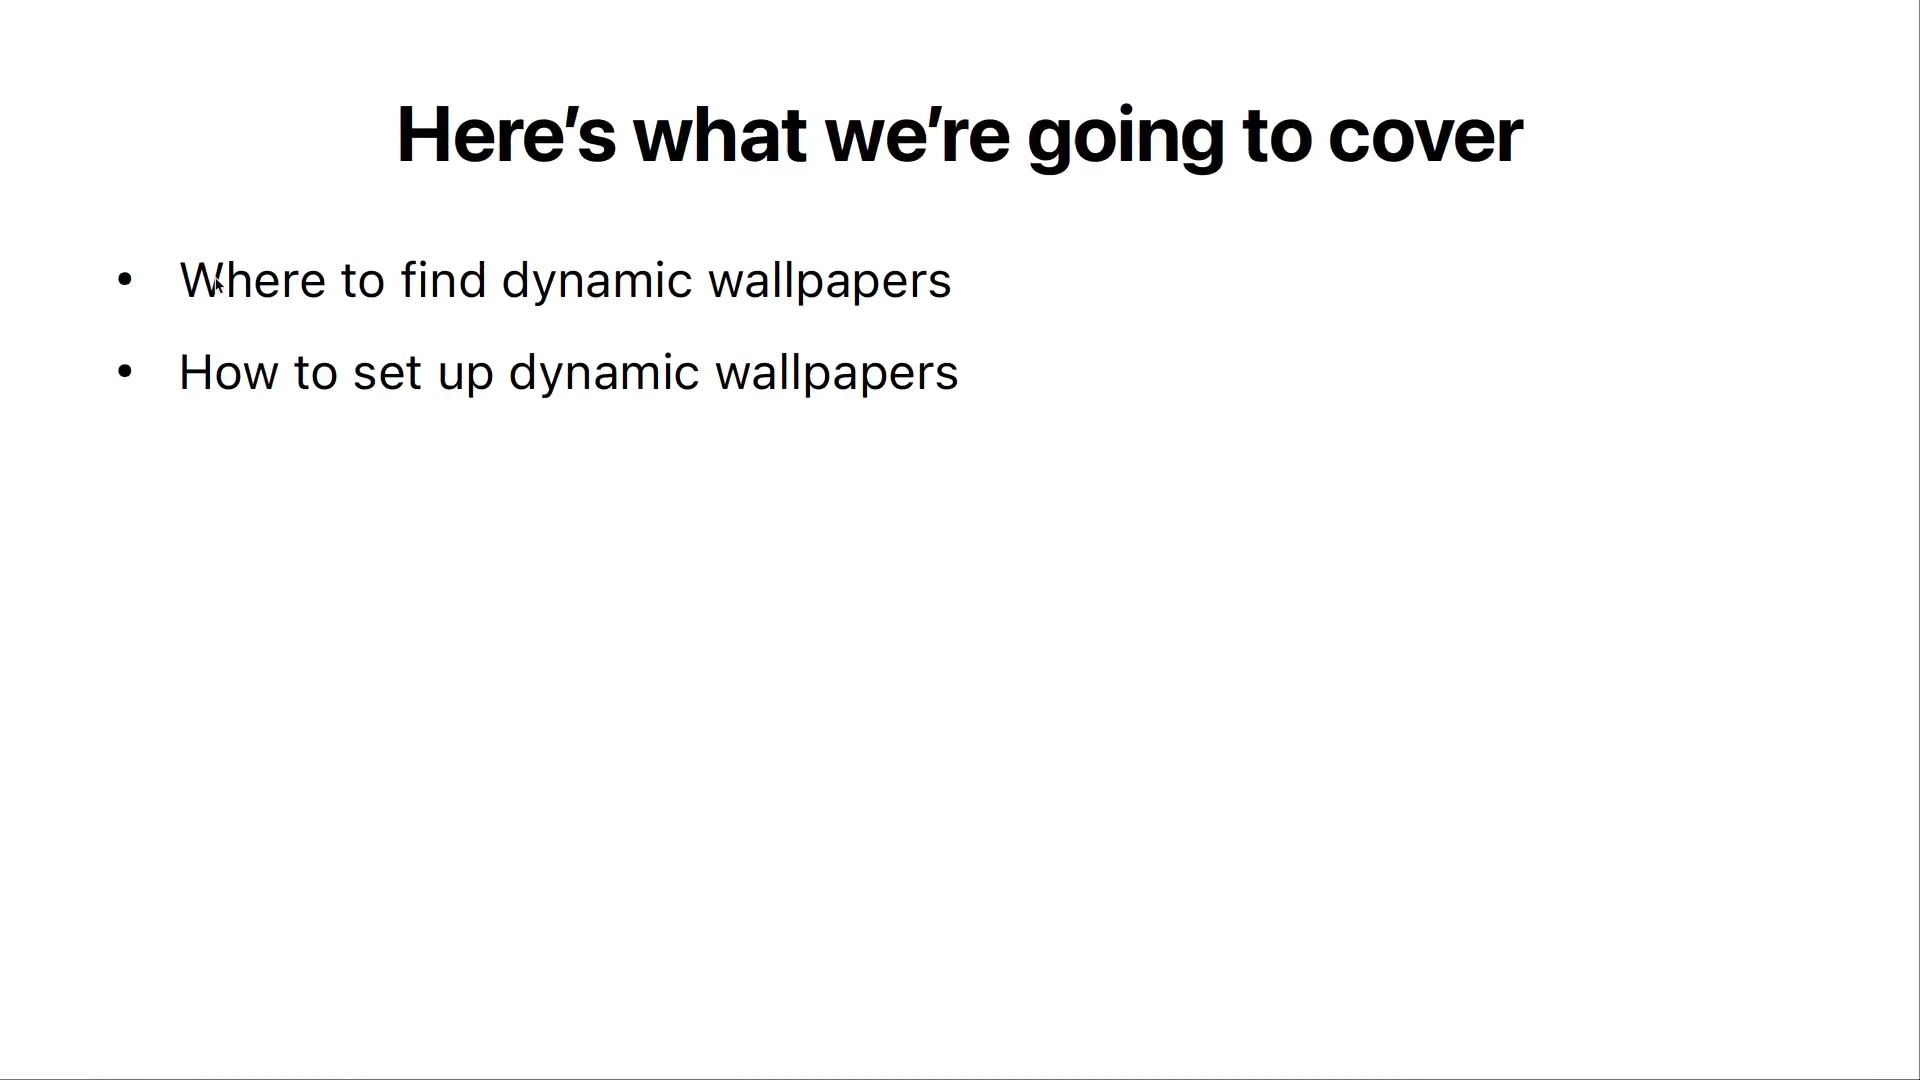 Here’s what we’re going to cover
• Where to find dynamic wallpapers
• How to set up dynamic wallpapers